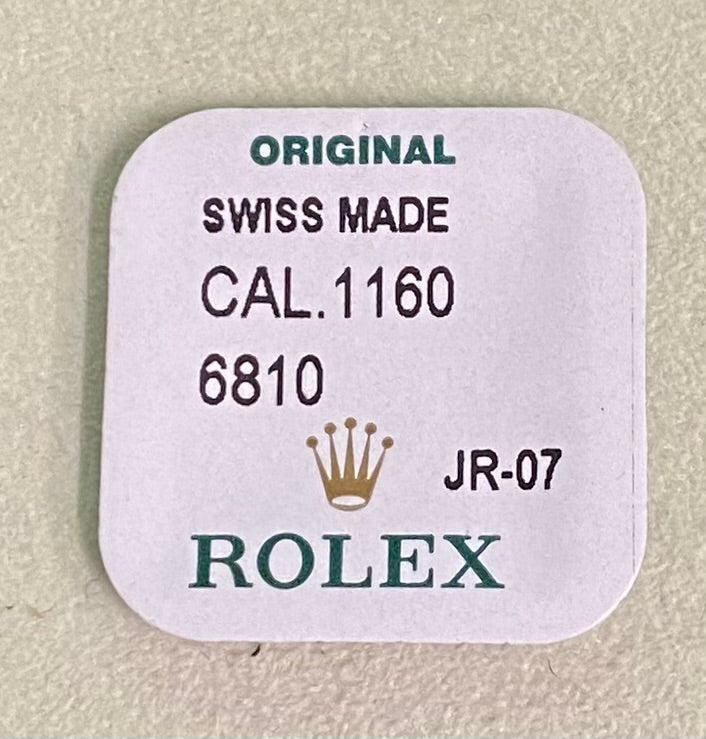 ORIGINAL
SWISS MADE
CAL.1160
6810
JR-07
ROLEX